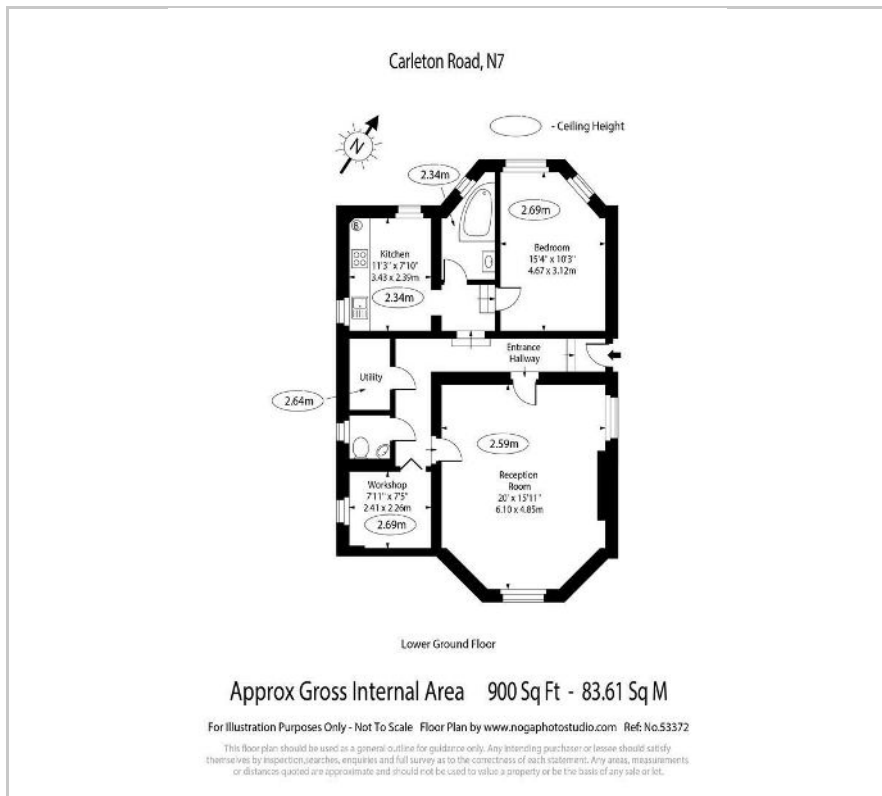 Carleton Road, N7
- Ceiling Height
N
2.34m
2.69m
Bedroom
15'4" x 10'3"
4.67 x 3.12m
B
Kitchen
11'3" x 7'10"
3.43 x 2.39m
2.34m
Entrance
Hallway
Utility
2.64m
2.59m
Reception
Room
20' x 15'11"
6.10 x 4.85m
Workshop
7'11" x 7'5"
2.41 x 2.26m
2.69m
Lower Ground Floor
Approx Gross Internal Area 900 Sq Ft - 83.61 Sq M
For Illustration Purposes Only - Not To Scale Floor Plan by www.nogaphotostudio.com Ref: No.53372
This floor plan should be used as a general outline for guidance only. Any intending purchaser or lessee should satisfy
themselves by inspection,searches, enquiries and full survey as to the correctness of each statement. Any areas, measurements
or distances quoted are approximate and should not be used to value a property or be the basis of any sale or let.